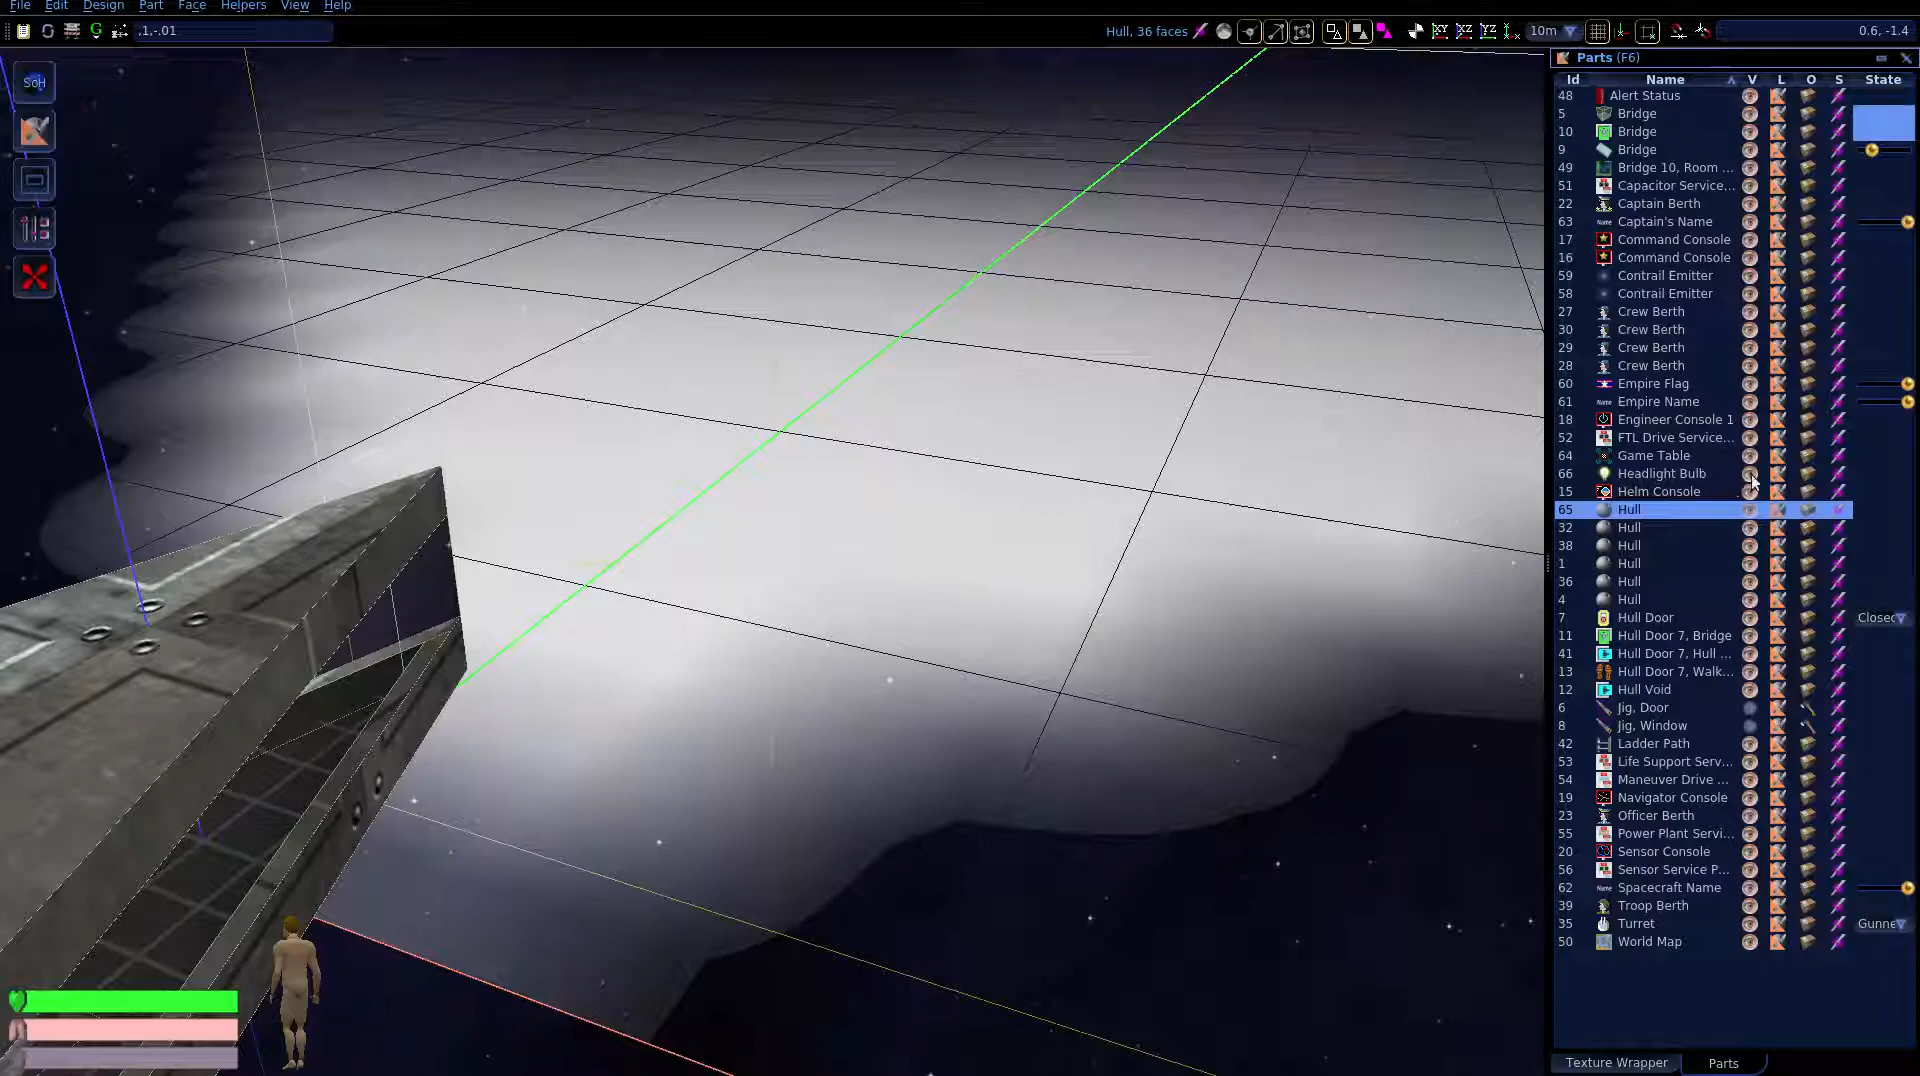 File Edit Design Part Face Helpers View Help
,1,-.01
Hull, 36 faces
XY XZ YZ
10m
0.6, -1.4
SoH
Parts (F6)
Id Name V L O S State
48 Alert Status
5 Bridge
10 Bridge
9 Bridge
49 Bridge 10, Room ...
51 Capacitor Service...
22 Captain Berth
63 Name Captain's Name
17 Command Console
16 Command Console
59 Contrail Emitter
58 Contrail Emitter
27 Crew Berth
30 Crew Berth
29 Crew Berth
28 Crew Berth
60 Empire Flag
61 Name Empire Name
18 Engineer Console 1
52 FTL Drive Service...
64 Game Table
66 Headlight Bulb
15 Helm Console
65 Hull
32 Hull
38 Hull
1 Hull
36 Hull
4 Hull
7 Hull Door Closed
11 Hull Door 7, Bridge
41 Hull Door 7, Hull ...
13 Hull Door 7, Walk...
12 Hull Void
6 Jig, Door
8 Jig, Window
42 Ladder Path
53 Life Support Serv...
54 Maneuver Drive ...
19 Navigator Console
23 Officer Berth
55 Power Plant Servi...
20 Sensor Console
56 Sensor Service P...
62 Name Spacecraft Name
39 Troop Berth
35 Turret Gunne
50 World Map
Texture Wrapper Parts